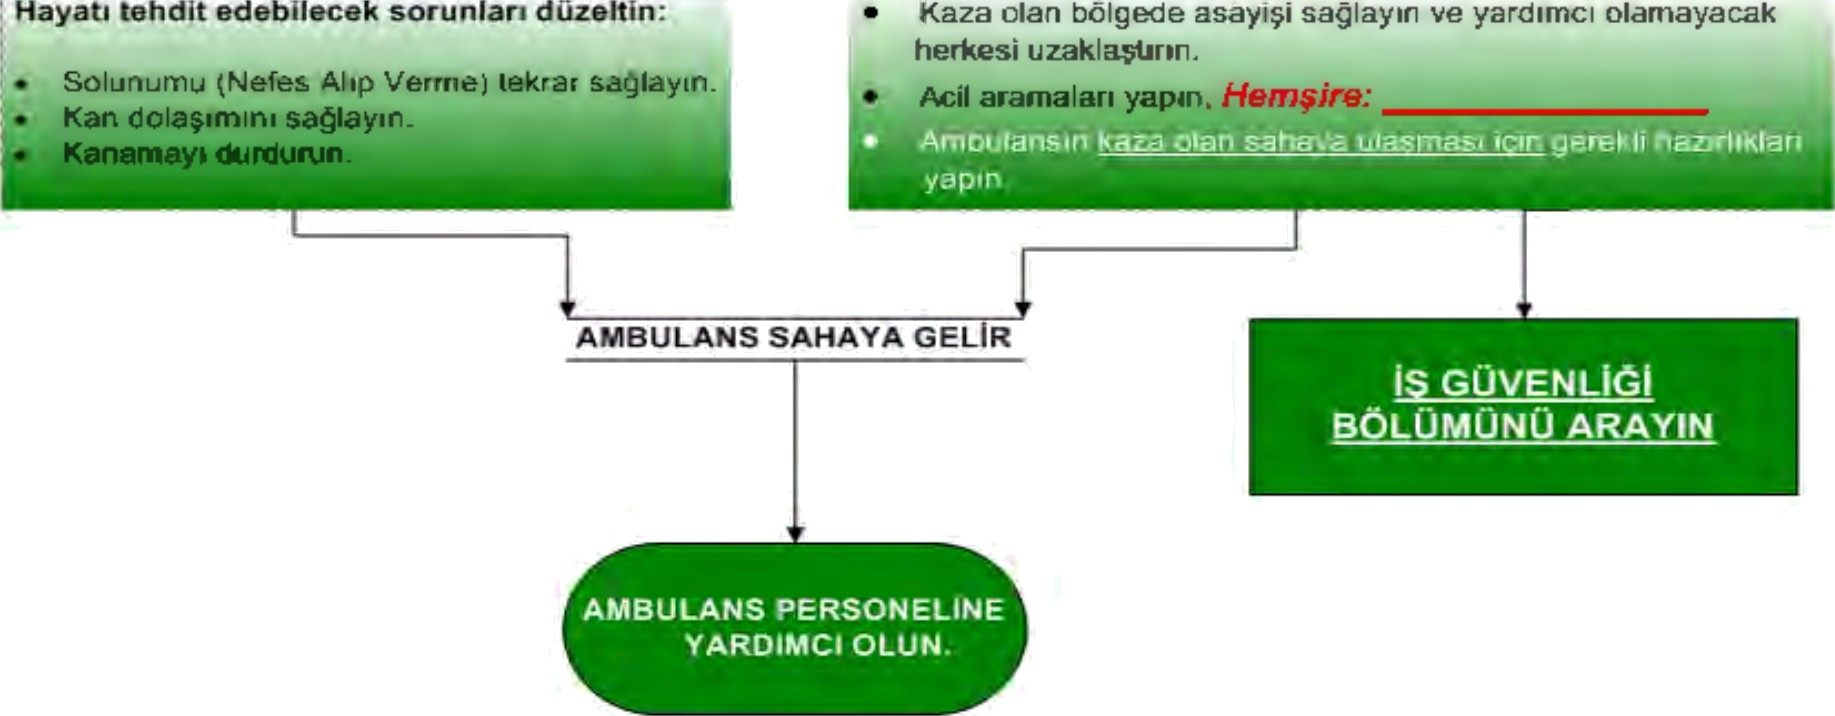 Hayatı tehdit edebilecek sorunları düzeltin:
• Solunumu (Nefes Alıp Verme) tekrar sağlayın.
• Kan dolaşımını sağlayın.
• Kanamayı durdurun.
• Kaza olan bölgede asayişi sağlayın ve yardımcı olamayacak
herkesi uzaklaştırın.
• Acil aramaları yapın. Hemşire: ____________________
• Ambulansın kaza olan sahaya ulaşması için gerekli hazırlıkları
yapın.
AMBULANS SAHAYA GELİR
İŞ GÜVENLİĞİ
BÖLÜMÜNÜ ARAYIN
AMBULANS PERSONELİNE
YARDIMCI OLUN.